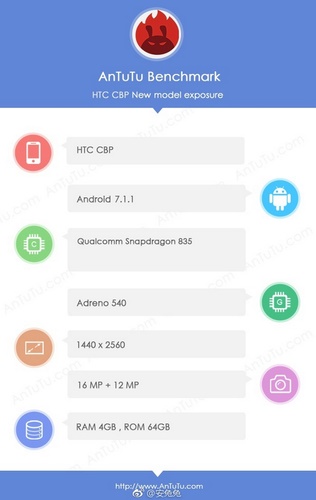 AnTuTu Benchmark
HTC CBP New model exposure
HTC CBP
Android 7.1.1
C
Qualcomm Snapdragon 835
Adreno 540
G
1440 x 2560
16 MP + 12 MP
RAM 4GB , ROM 64GB
http://www.AnTuTu.com
@安兔兔